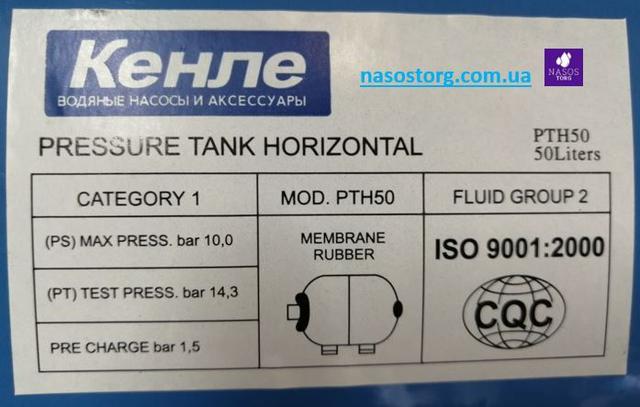 Кенле
ВОДЯНЫЕ НАСОСЫ И АКСЕССУАРЫ
nasostorg.com.ua
NASOS
TORG
PRESSURE TANK HORIZONTAL
PTH50
50Liters
CATEGORY 1
MOD. PTH50
FLUID GROUP 2
(PS) MAX PRESS. bar 10,0
(PT) TEST PRESS. bar 14,3
PRE CHARGE bar 1,5
MEMBRANE
RUBBER
ISO 9001:2000
CQC